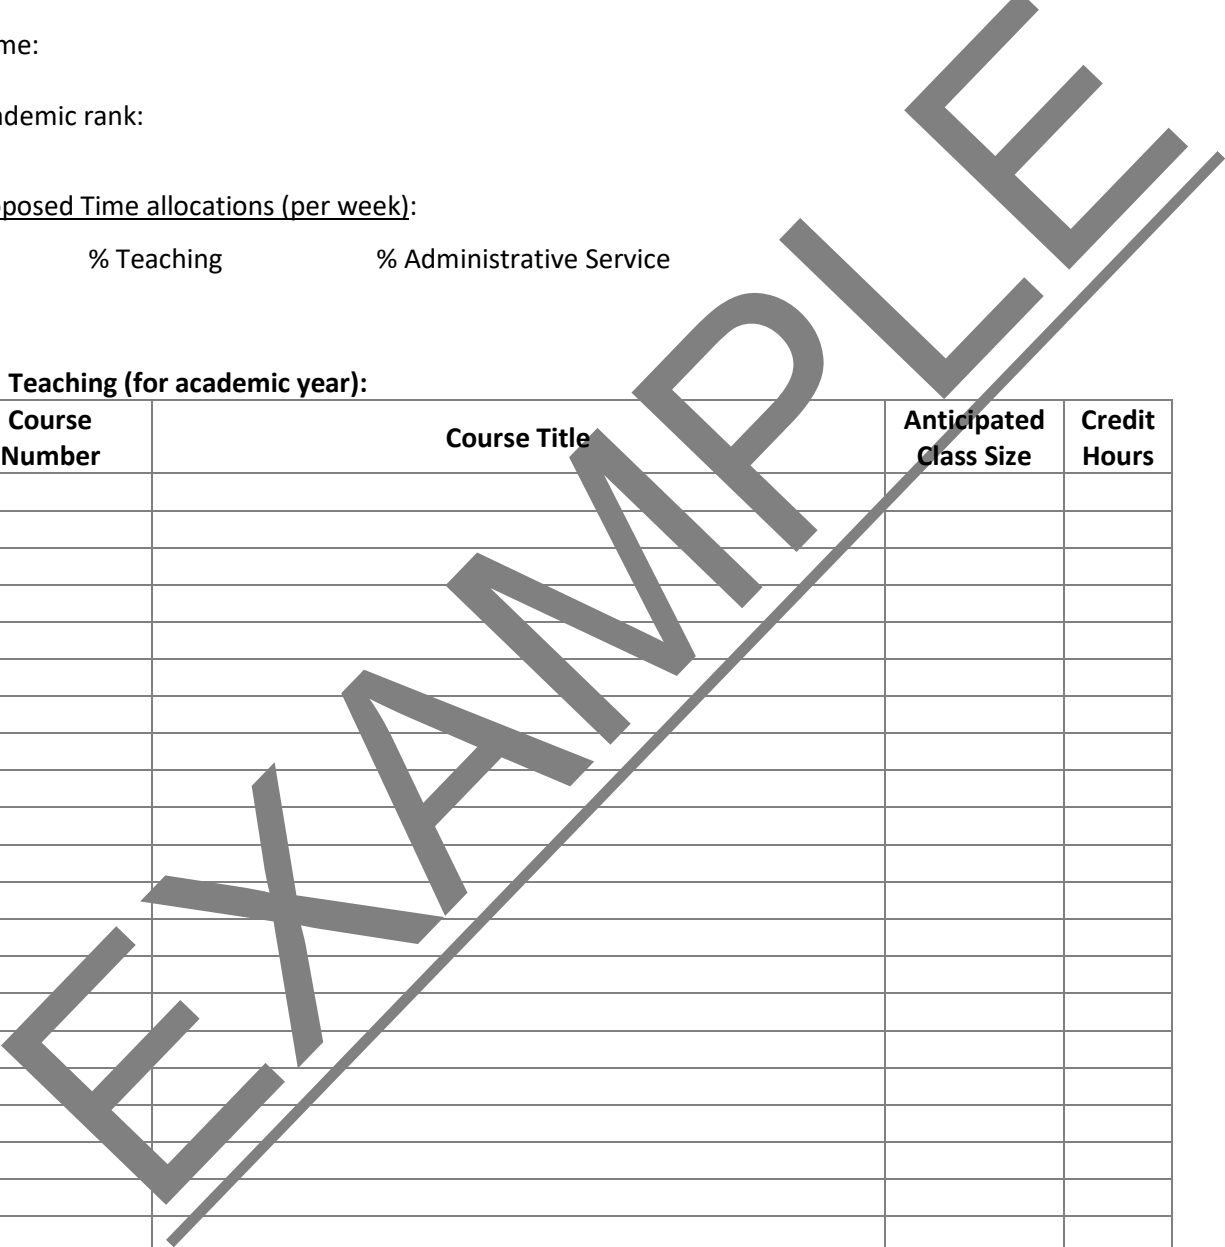 me:
demic rank:
posed Time allocations (per week):
% Teaching % Administrative Service
Teaching (for academic year):
Course Number Course Title Anticipated Class Size Credit Hours
EXAMPLE